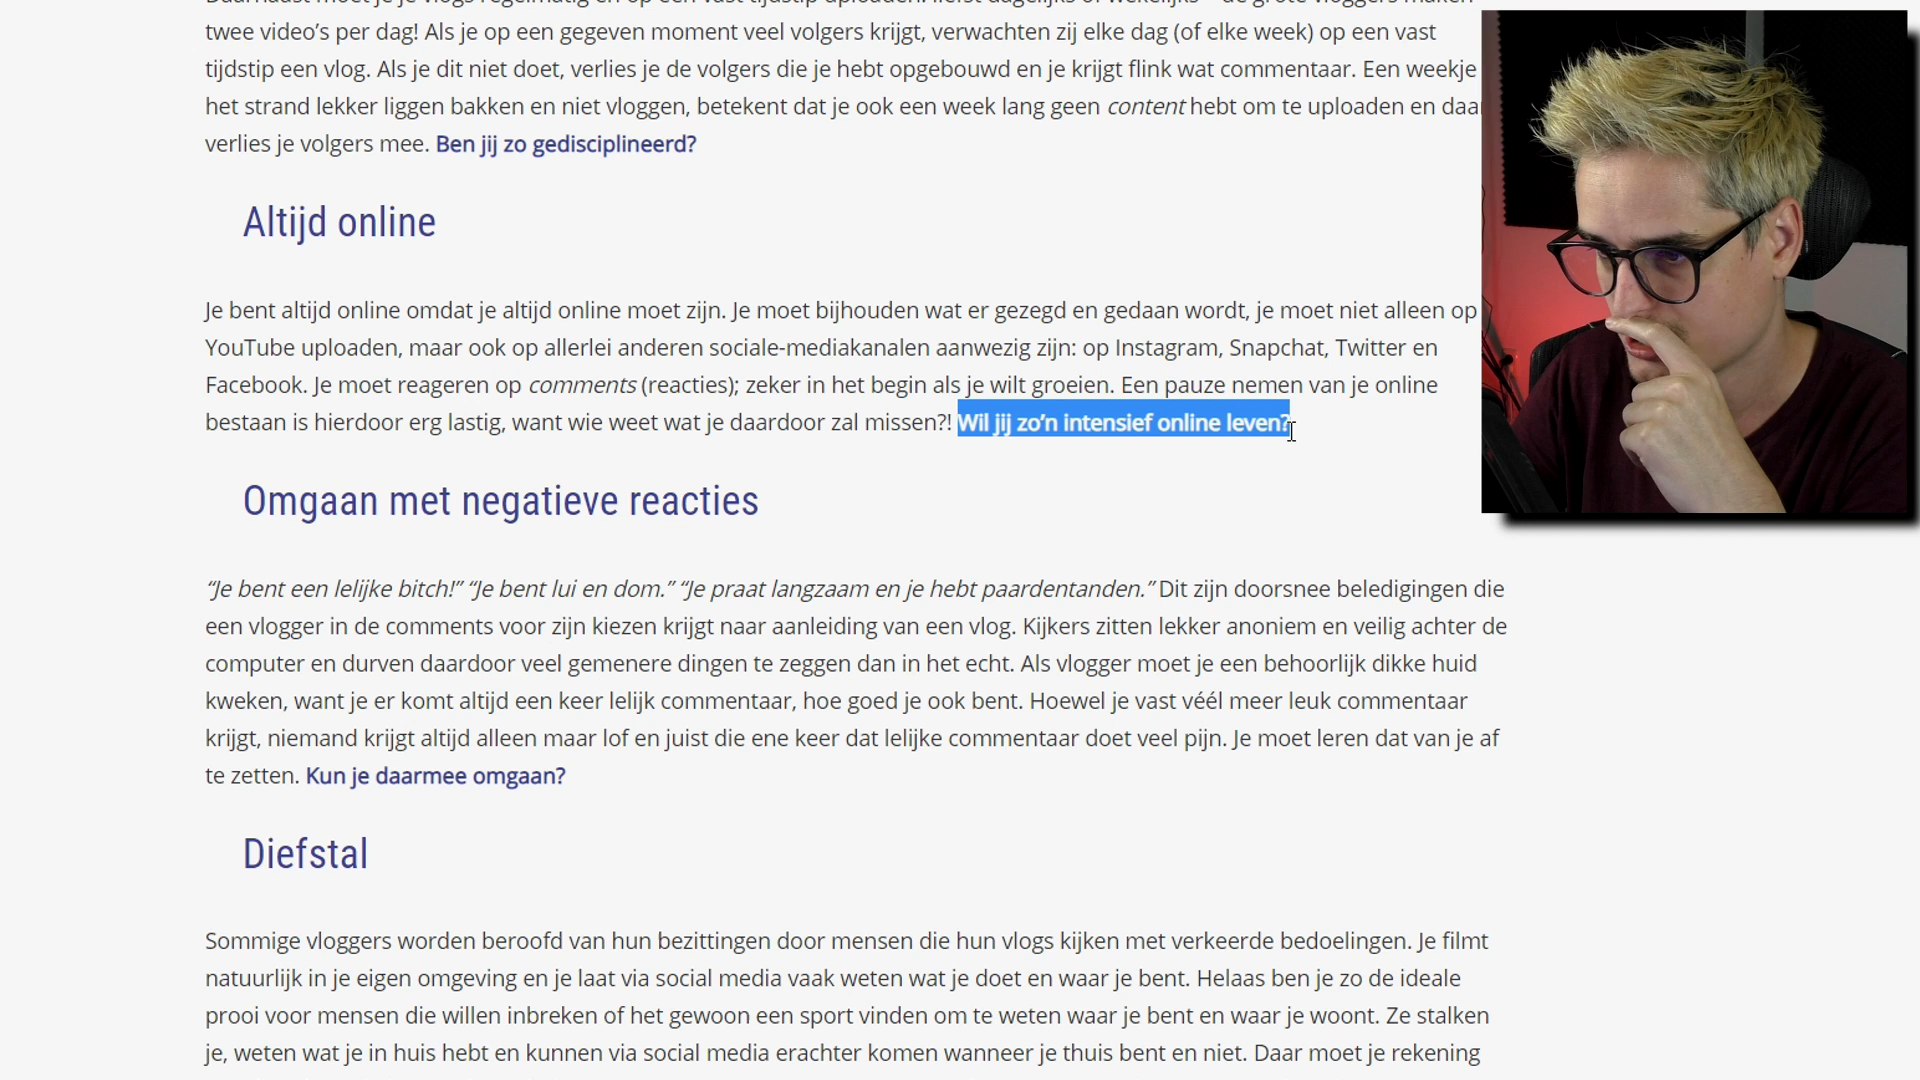 twee video’s per dag! Als je op een gegeven moment veel volgers krijgt, verwachten zij elke dag (of elke week) op een vast
tijdstip een vlog. Als je dit niet doet, verlies je de volgers die je hebt opgebouwd en je krijgt flink wat commentaar. Een weekje
het strand lekker liggen bakken en niet vloggen, betekent dat je ook een week lang geen content hebt om te uploaden en
verlies je volgers mee. Ben jij zo gedisciplineerd?
Altijd online
Je bent altijd online omdat je altijd online moet zijn. Je moet bijhouden wat er gezegd en gedaan wordt, je moet niet alleen op
YouTube uploaden, maar ook op allerlei anderen sociale-mediakanalen aanwezig zijn: op Instagram, Snapchat, Twitter en
Facebook. Je moet reageren op comments (reacties); zeker in het begin als je wilt groeien. Een pauze nemen van je online
bestaan is hierdoor erg lastig, want wie weet wat je daardoor zal missen?! Wil jij zo’n intensief online leven?
Omgaan met negatieve reacties
“Je bent een lelijke bitch!” “Je bent lui en dom.” “Je praat langzaam en je hebt paardentanden.” Dit zijn doorsnee beledigingen die
een vlogger in de comments voor zijn kiezen krijgt naar aanleiding van een vlog. Kijkers zitten lekker anoniem en veilig achter de
computer en durven daardoor veel gemenere dingen te zeggen dan in het echt. Als vlogger moet je een behoorlijk dikke huid
kweken, want je er komt altijd een keer lelijk commentaar, hoe goed je ook bent. Hoewel je vast véél meer leuk commentaar
krijgt, niemand krijgt altijd alleen maar lof en juist die ene keer dat lelijke commentaar doet veel pijn. Je moet leren dat van je af
te zetten. Kun je daarmee omgaan?
Diefstal
Sommige vloggers worden beroofd van hun bezittingen door mensen die hun vlogs kijken met verkeerde bedoelingen. Je filmt
natuurlijk in je eigen omgeving en je laat via social media vaak weten wat je doet en waar je bent. Helaas ben je zo de ideale
prooi voor mensen die willen inbreken of het gewoon een sport vinden om te weten waar je bent en waar je woont. Ze stalken
je, weten wat je in huis hebt en kunnen via social media erachter komen wanneer je thuis bent en niet. Daar moet je rekening